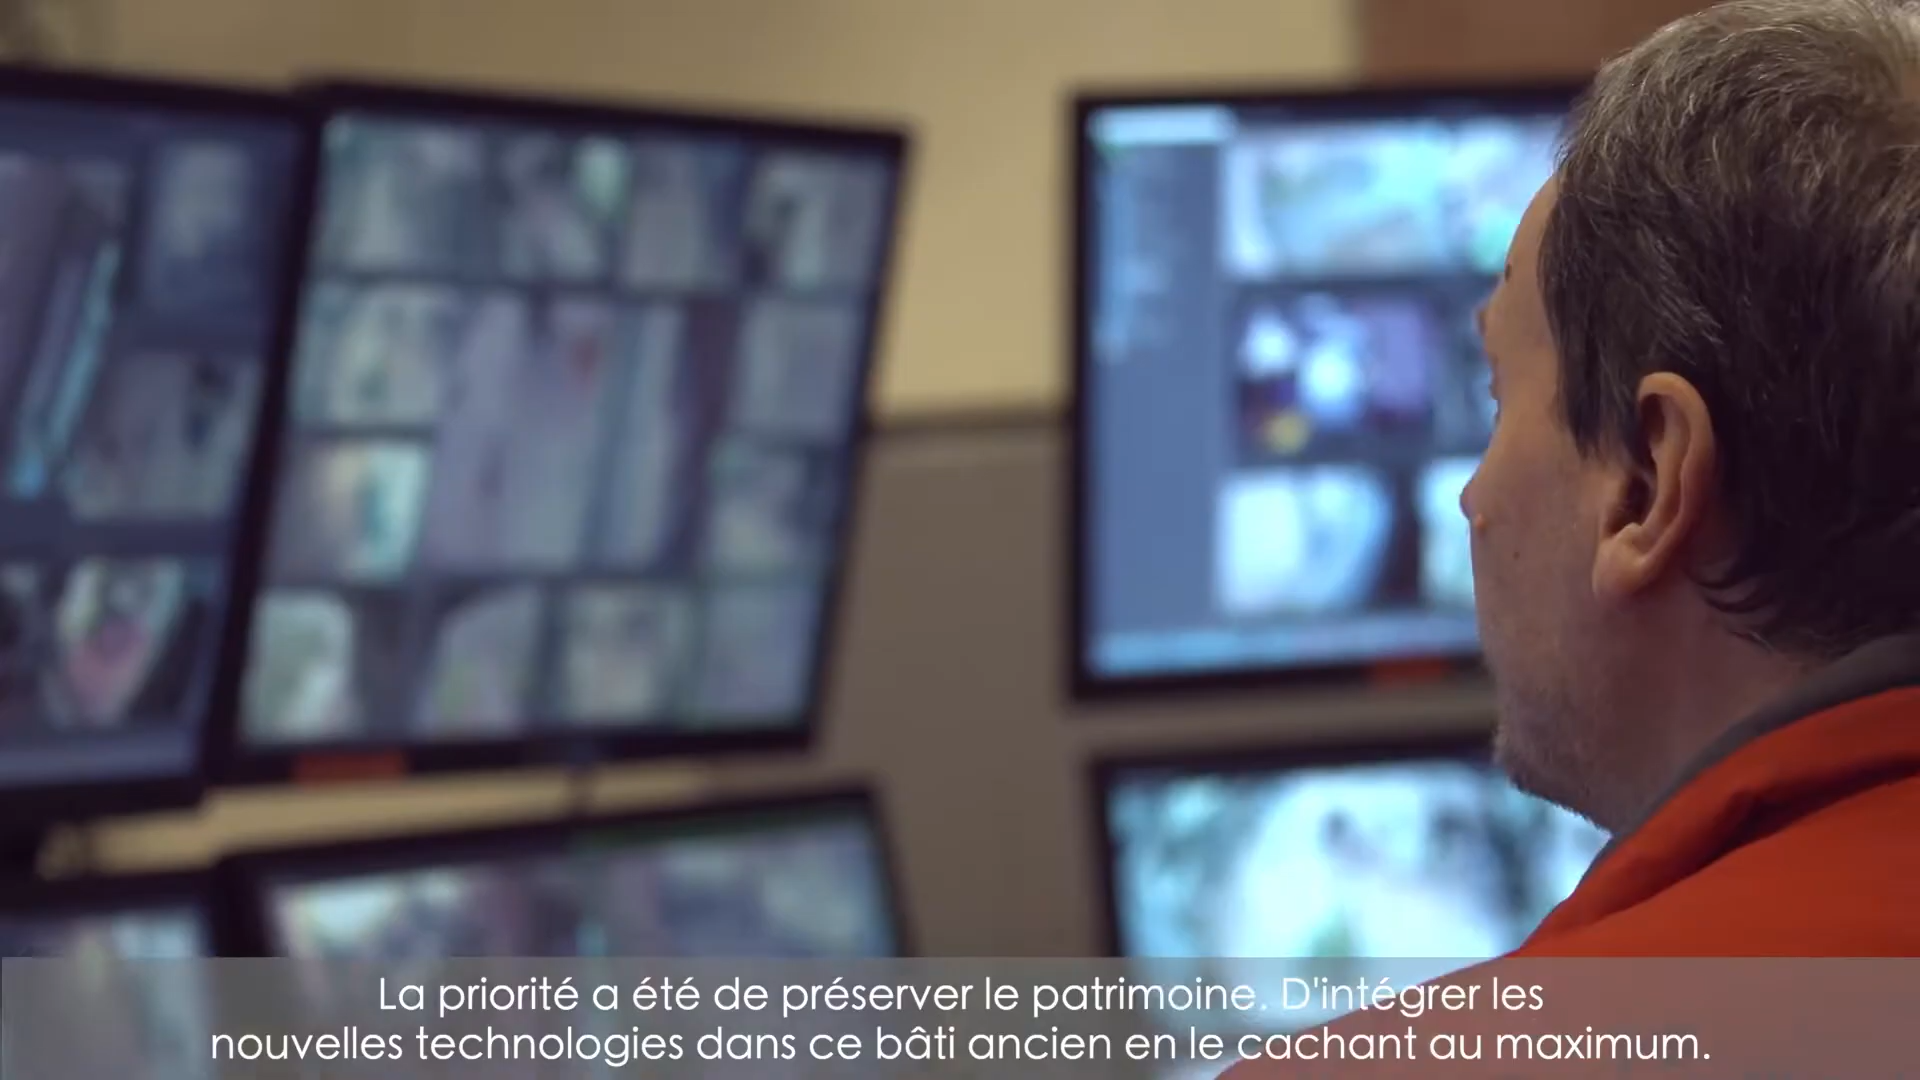 La priorité a été de préserver le patrimoine. D'intégrer les
nouvelles technologies dans ce bâti ancien en le cachant au maximum.